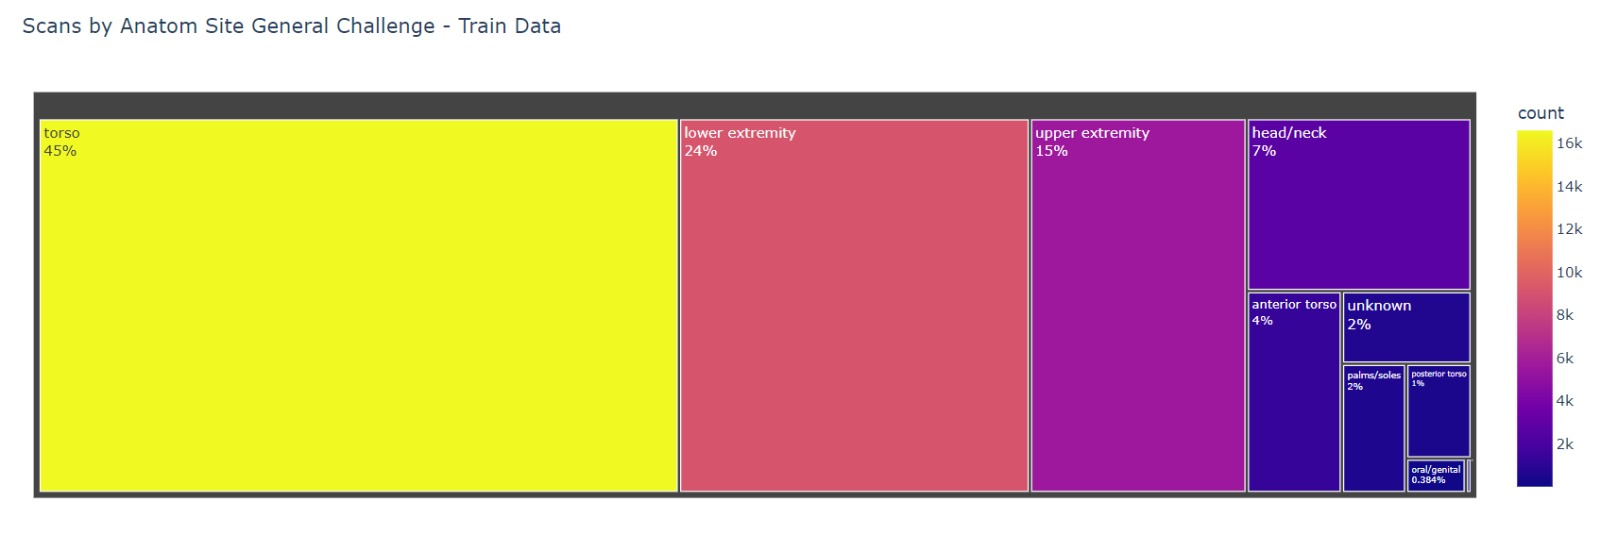 Scans by Anatom Site General Challenge - Train Data
torso
45%
lower extremity
24%
upper extremity
15%
head/neck
7%
anterior torso
4%
unknown
2%
palms/soles
2%
posterior torso
1%
oral/genital
0.384%
count
16k
14k
12k
10k
8k
6k
4k
2k